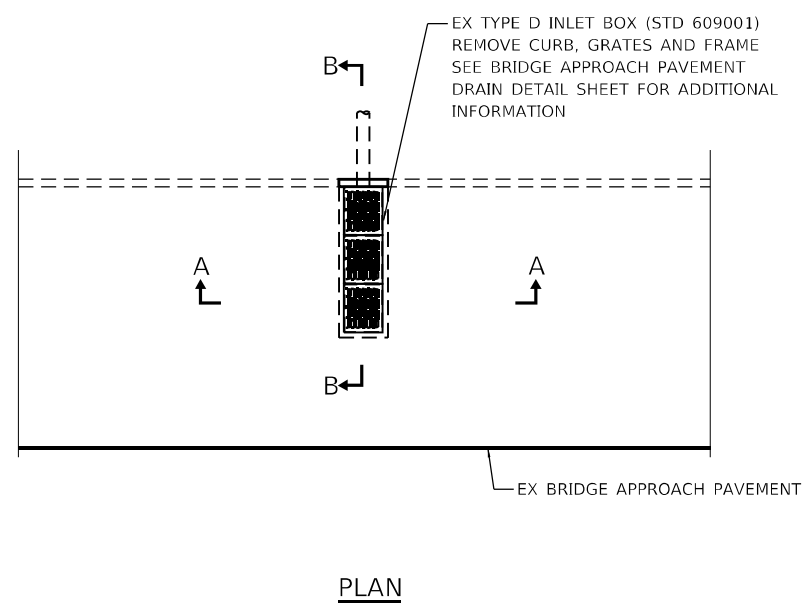 EX TYPE D INLET BOX (STD 609001)
REMOVE CURB, GRATES AND FRAME
SEE BRIDGE APPROACH PAVEMENT
DRAIN DETAIL SHEET FOR ADDITIONAL
INFORMATION
B
A
A
B
EX BRIDGE APPROACH PAVEMENT
PLAN